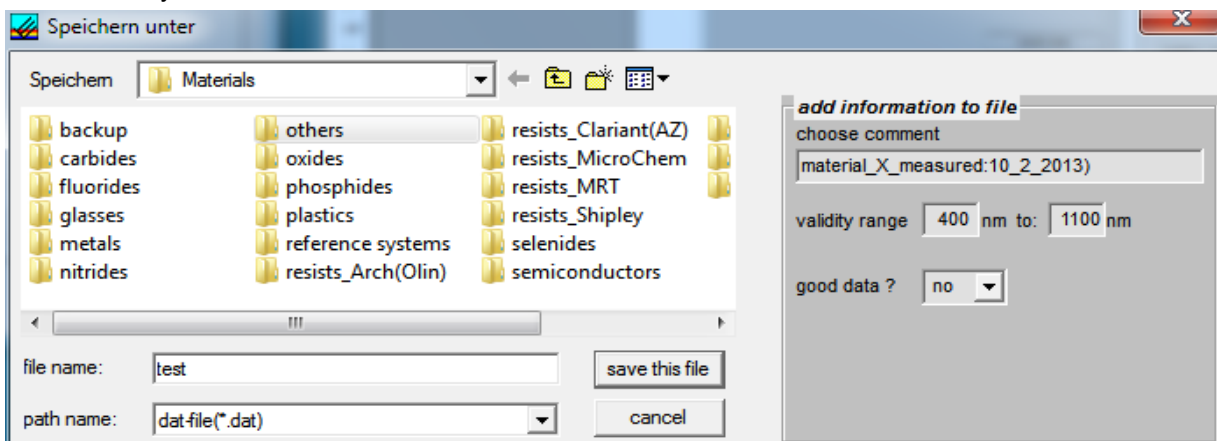 Speichern unter
Speichern
Materials
backup
carbides
fluorides
glasses
metals
nitrides
others
oxides
phosphides
plastics
reference systems
resists_Arch(Olin)
resists_Clariant(AZ)
resists_MicroChem
resists_MRT
resists_Shipley
selenides
semiconductors
file name:
test
save this file
path name:
dat-file(*.dat)
cancel
add information to file
choose comment
material_X_measured:10_2_2013)
validity range 400 nm to: 1100 nm
good data ? no